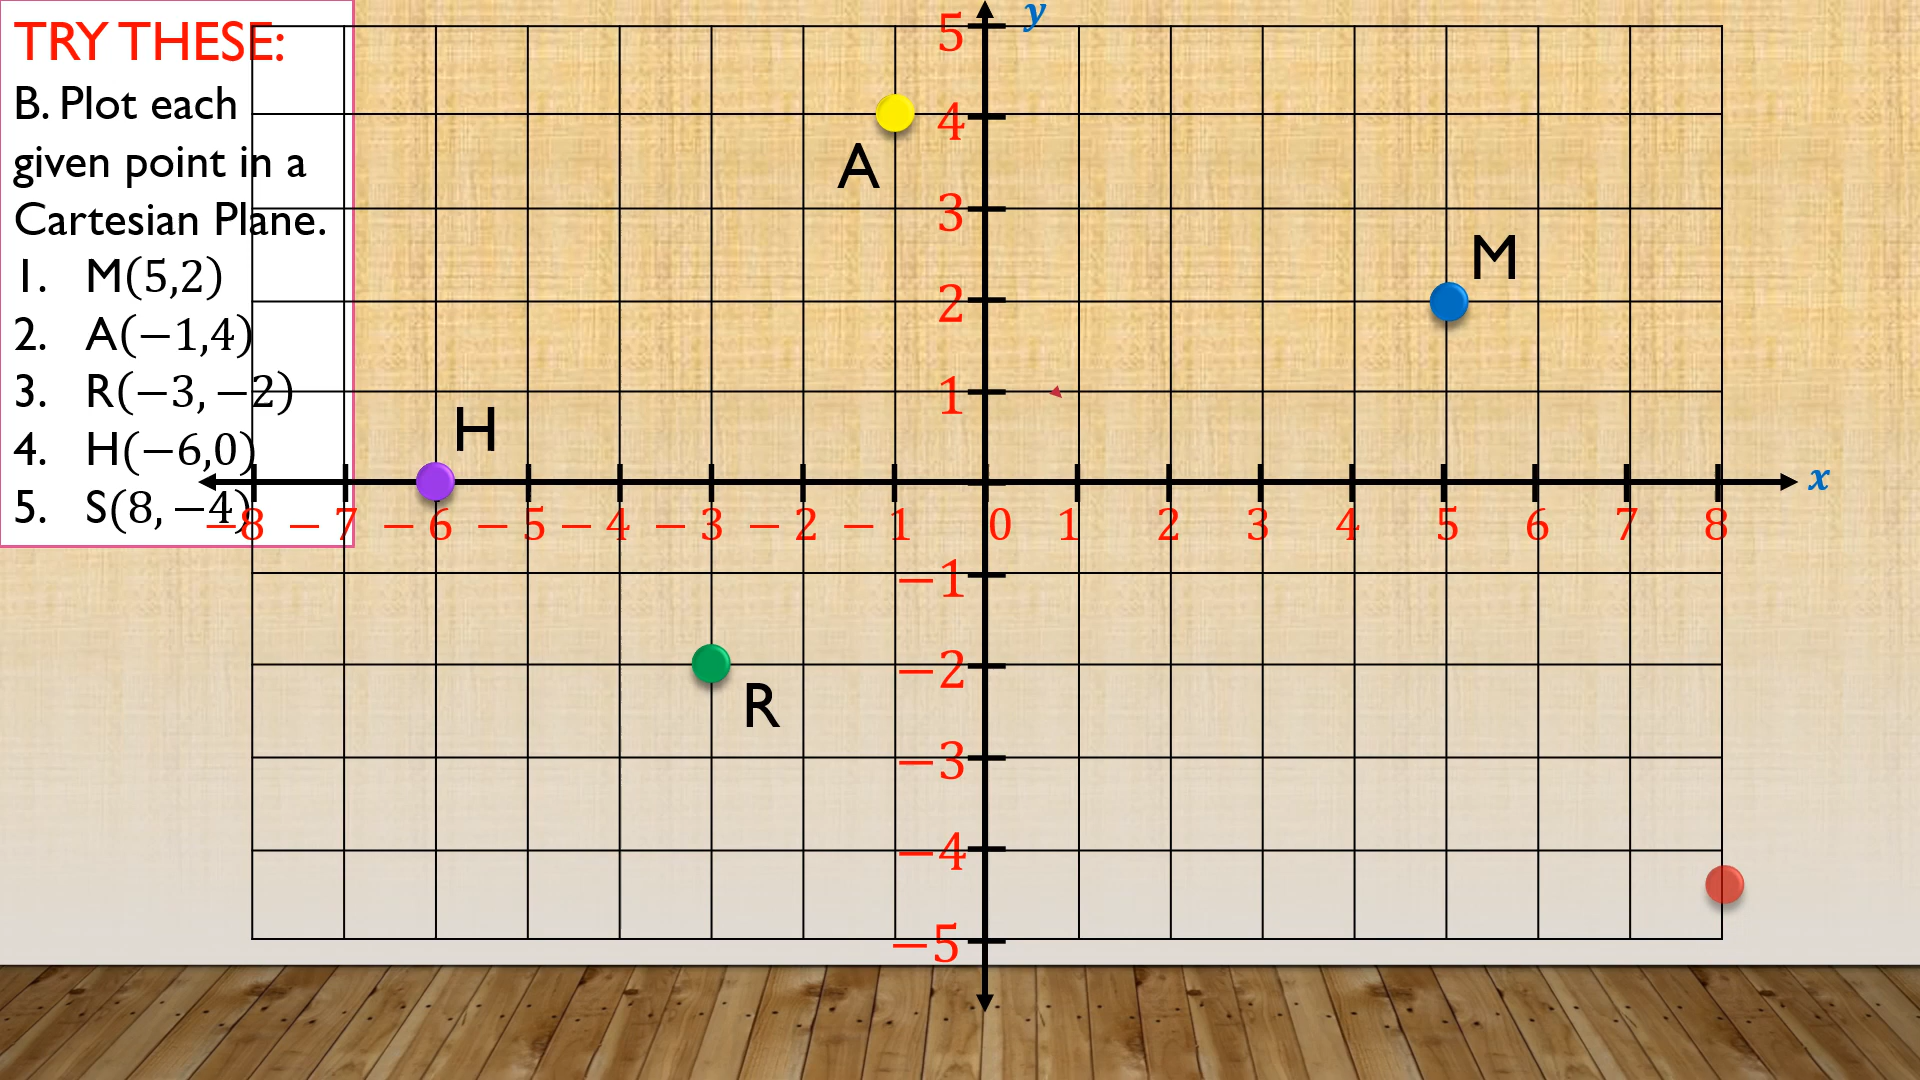 TRY THESE:
B. Plot each
given point in a
Cartesian Plane.
1. M(5,2)
2. A(−1,4)
3. R(−3,−2)
4. H(−6,0)
5. S(8,−4)
y
5
4
A
3
M
2
1
H
x
−8 −7 −6 −5 −4 −3 −2 −1 0 1 2 3 4 5 6 7 8
−1
−2
R
−3
−4
−5